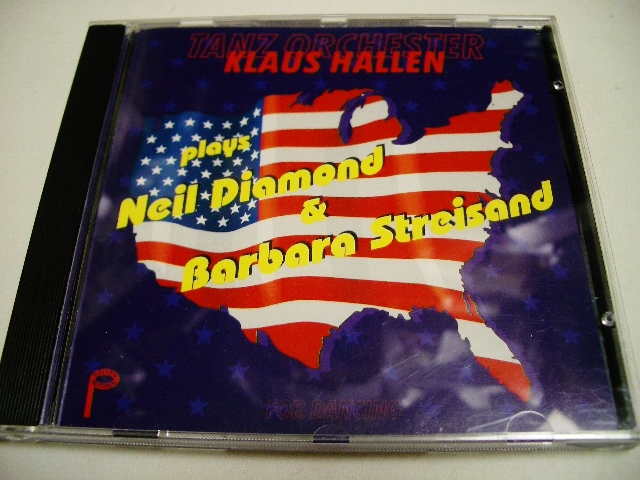 TANZ ORCHESTER
KLAUS HALLEN
plays
Neil Diamond
&
Barbara Streisand
FOR DANCING